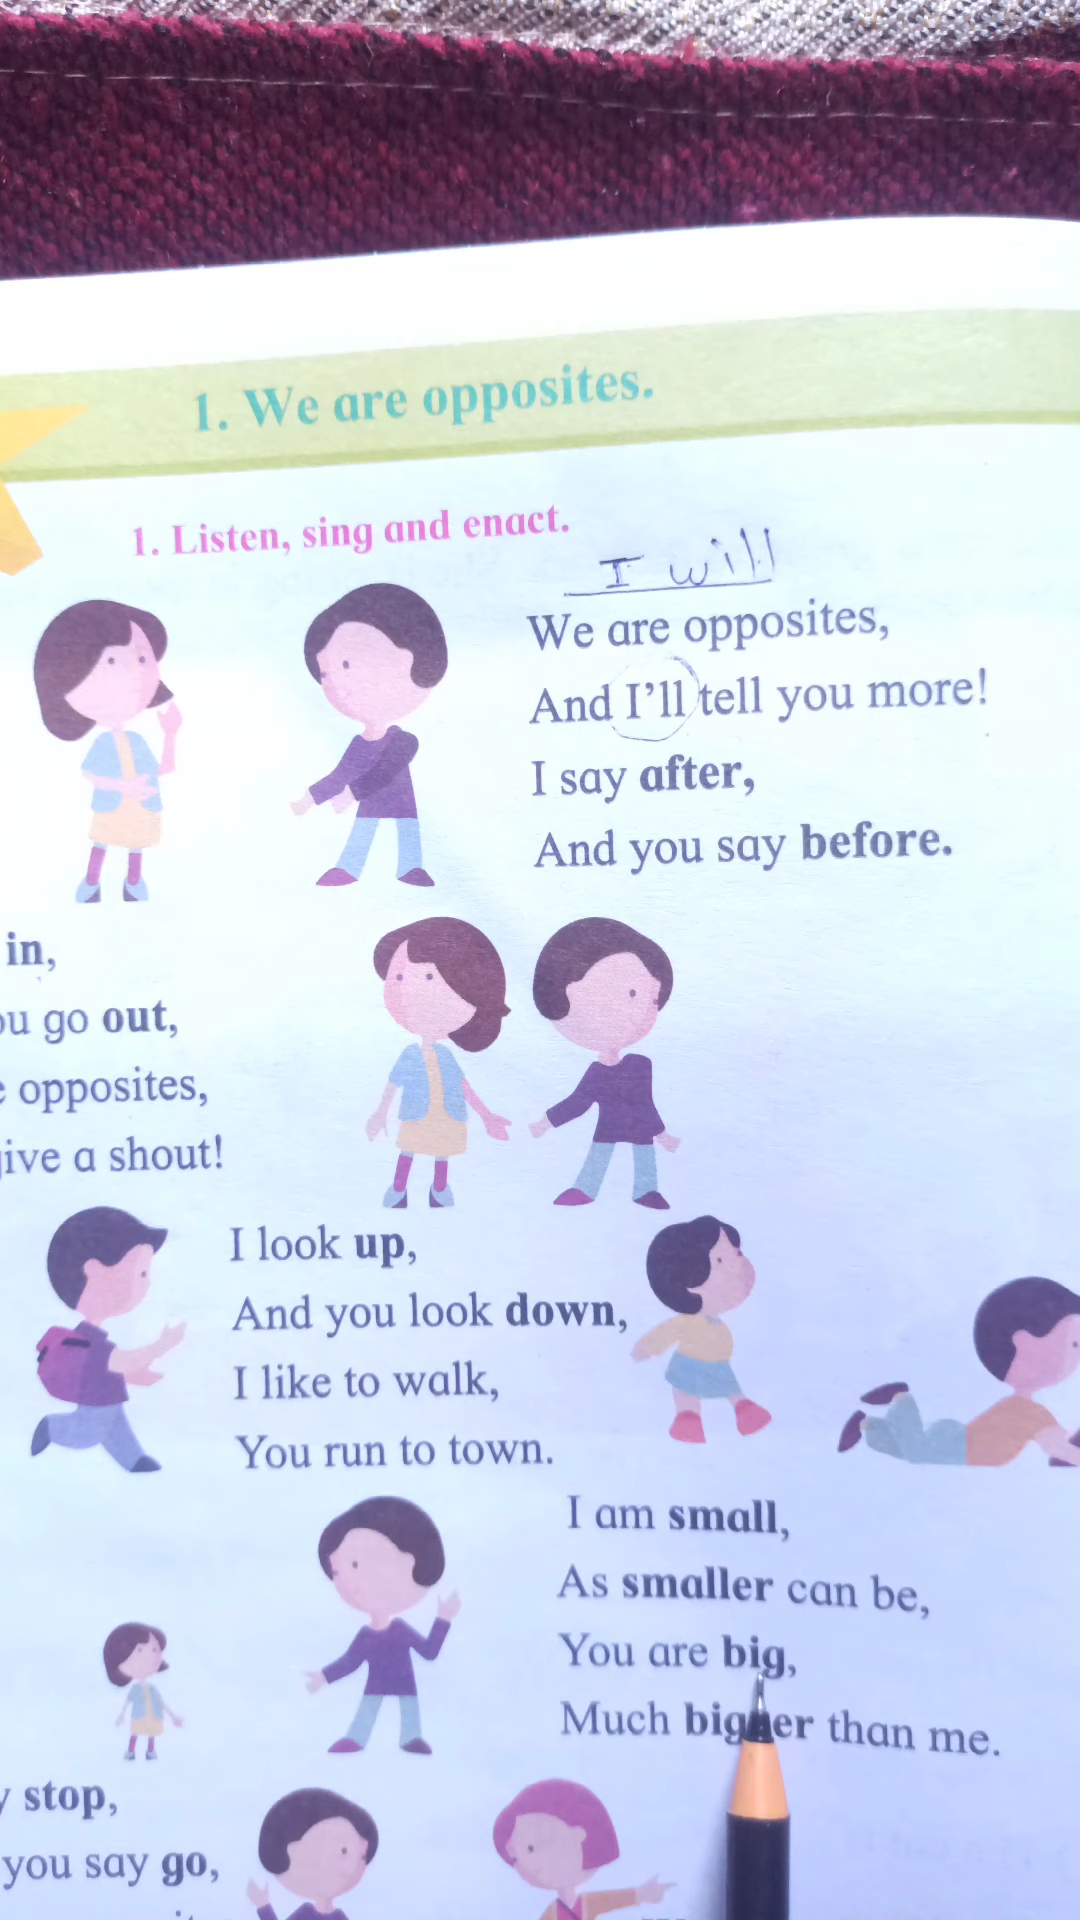 1. We are opposites.
1. Listen, sing and enact.
I will
We are opposites,
And I'll tell you more!
I say after,
And you say before.
in,
go out,
opposites,
a shout!
I look up,
And you look down,
I like to walk,
You run to town.
I am small,
As smaller can be,
You are big,
Much bigger than me.
stop,
you say go,